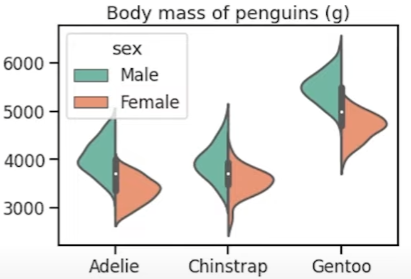 Body mass of penguins (g)
sex
Male
Female
6000
5000
4000
3000
Adelie Chinstrap Gentoo